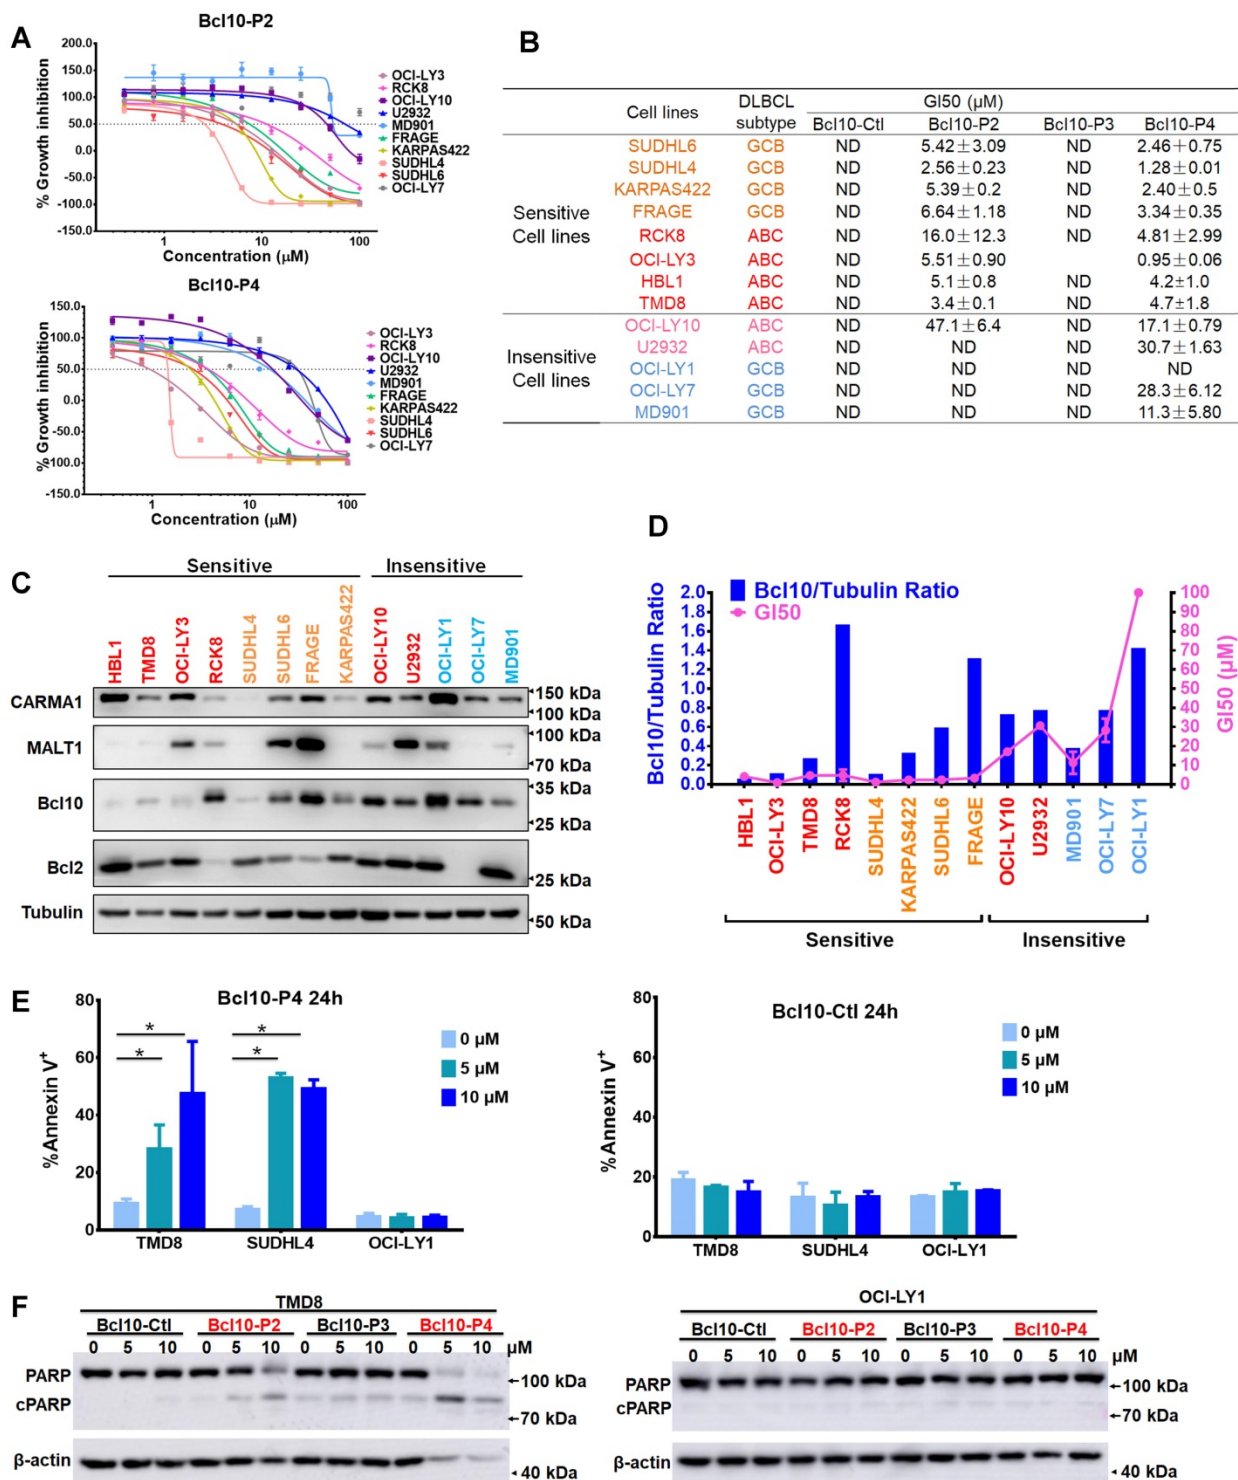 A
Bcl10-P2
200.0
150.0
100.0
50.0
0.0
-50.0
-100.0
-150.0
% Growth inhibition
1
10
100
Concentration (µM)
OCI-LY3
RCK8
OCI-LY10
U2932
MD901
FRAGE
KARPAS422
SUDHL4
SUDHL6
OCI-LY7
Bcl10-P4
150.0
100.0
50.0
0.0
-50.0
-100.0
-150.0
% Growth inhibition
1
10
100
Concentration (µM)
OCI-LY3
RCK8
OCI-LY10
U2932
MD901
FRAGE
KARPAS422
SUDHL4
SUDHL6
OCI-LY7
B
Cell lines DLBCL subtype GI50 (µM)
Bcl10-Ctl Bcl10-P2 Bcl10-P3 Bcl10-P4
Sensitive Cell lines
SUDHL6 GCB ND 5.42±3.09 ND 2.46±0.75
SUDHL4 GCB ND 2.56±0.23 ND 1.28±0.01
KARPAS422 GCB ND 5.39±0.2 ND 2.40±0.5
FRAGE GCB ND 6.64±1.18 ND 3.34±0.35
RCK8 ABC ND 16.0±12.3 ND 4.81±2.99
OCI-LY3 ABC ND 5.51±0.90 0.95±0.06
HBL1 ABC ND 5.1±0.8 ND 4.2±1.0
TMD8 ABC ND 3.4±0.1 ND 4.7±1.8
Insensitive Cell lines
OCI-LY10 ABC ND 47.1±6.4 ND 17.1±0.79
U2932 ABC ND ND ND 30.7±1.63
OCI-LY1 GCB ND ND ND ND
OCI-LY7 GCB ND ND ND 28.3±6.12
MD901 GCB ND ND ND 11.3±5.80
C
Sensitive Insensitive
HBL1 TMD8 OCI-LY3 RCK8 SUDHL4 SUDHL6 FRAGE KARPAS422 OCI-LY10 U2932 OCI-LY1 OCI-LY7 MD901
CARMA1 150 kDa
100 kDa
MALT1 100 kDa
70 kDa
Bcl10 35 kDa
25 kDa
Bcl2 25 kDa
Tubulin 50 kDa
D
Bcl10/Tubulin Ratio
GI50
Bcl10/Tubulin Ratio
2.0
1.6
1.4
1.2
1.0
0.8
0.6
0.4
0.2
0.0
100
90
80
70
60
50
40
30
20
10
0
GI50 (µM)
HBL1 OCI-LY3 TMD8 RCK8 SUDHL4 KARPAS422 SUDHL6 FRAGE OCI-LY10 U2932 MD901 OCI-LY7 OCI-LY1
Sensitive Insensitive
E
Bcl10-P4 24h
80
60
40
20
0
%Annexin V+
* * * *
0 µM
5 µM
10 µM
TMD8 SUDHL4 OCI-LY1
Bcl10-Ctl 24h
80
60
40
20
0
%Annexin V+
0 µM
5 µM
10 µM
TMD8 SUDHL4 OCI-LY1
F
TMD8
Bcl10-Ctl Bcl10-P2 Bcl10-P3 Bcl10-P4
0 5 10 0 5 10 0 5 10 0 5 10 µM
PARP 100 kDa
cPARP 70 kDa
β-actin 40 kDa
OCI-LY1
Bcl10-Ctl Bcl10-P2 Bcl10-P3 Bcl10-P4
0 5 10 0 5 10 0 5 10 0 5 10 µM
PARP 100 kDa
cPARP 70 kDa
β-actin 40 kDa